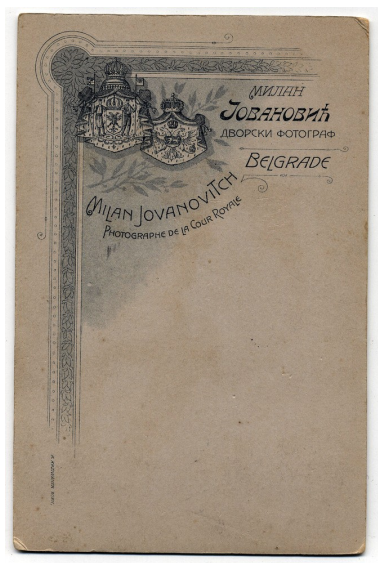 МИЛАН
ЈОВАНОВИЋ
ДВОРСКИ ФОТОГРАФ
BELGRADE
MILAN JOVANOVITCH
PHOTOGRAPHE DE LA COUR ROYALE